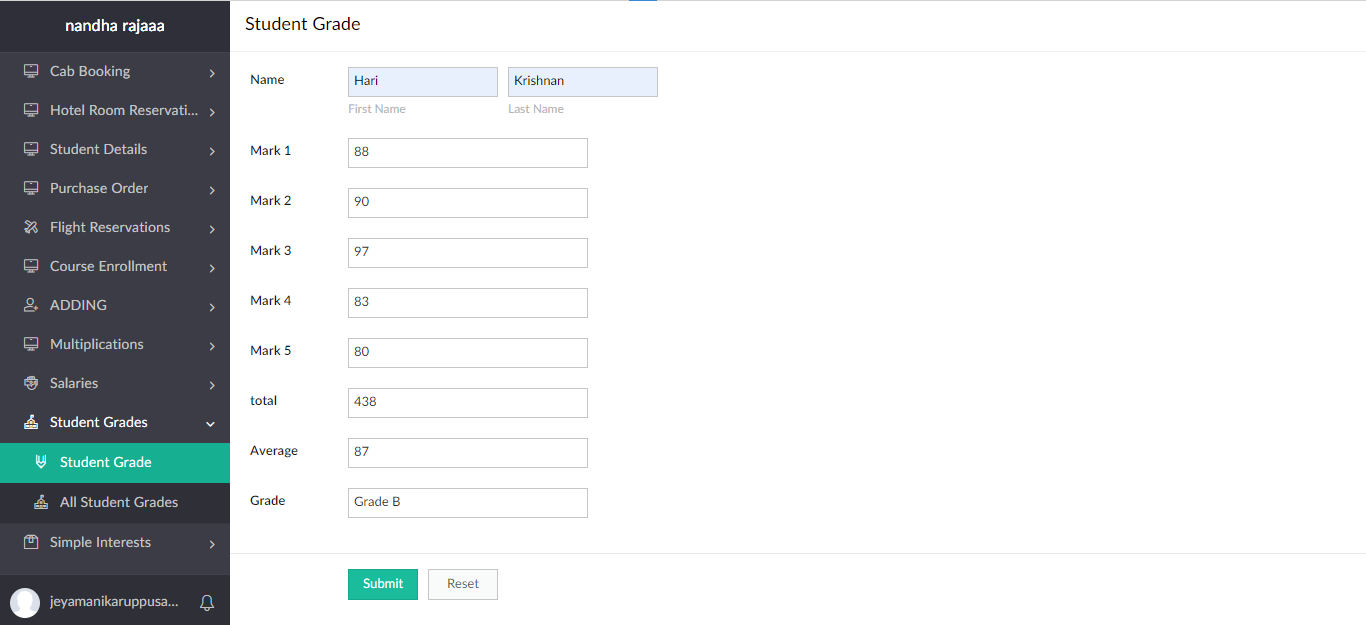 nandha rajaaa
Cab Booking
Hotel Room Reservati...
Student Details
Purchase Order
Flight Reservations
Course Enrollment
ADDING
Multiplications
Salaries
Student Grades
Student Grade
All Student Grades
Simple Interests
jeyamanikaruppusa...
Student Grade
Name
Hari
Krishnan
First Name
Last Name
Mark 1
88
Mark 2
90
Mark 3
97
Mark 4
83
Mark 5
80
total
438
Average
87
Grade
Grade B
Submit
Reset